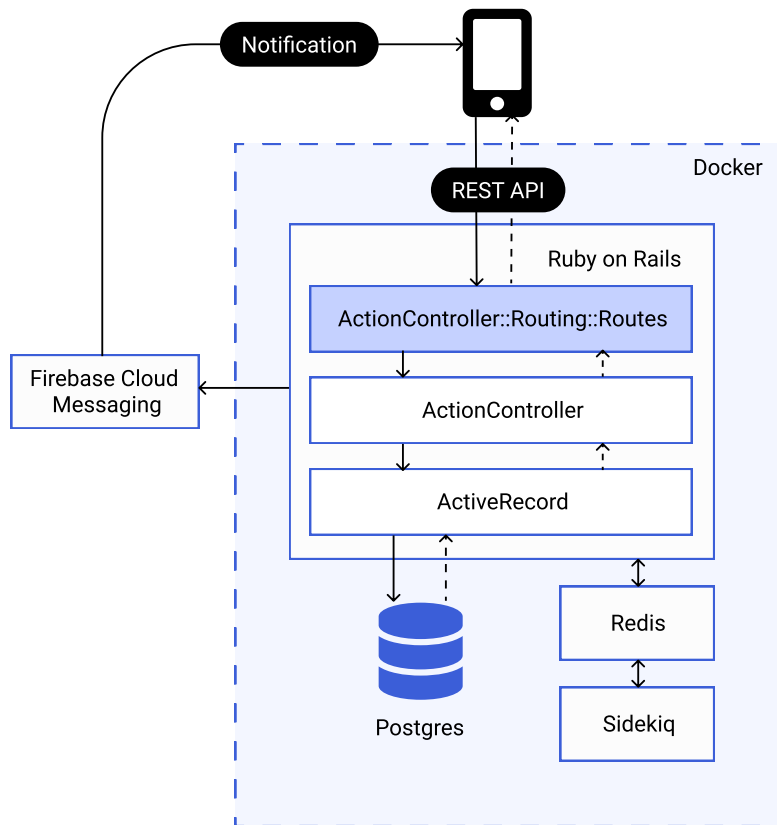 Notification
Docker
REST API
Ruby on Rails
ActionController::Routing::Routes
Firebase Cloud
Messaging
ActionController
ActiveRecord
Redis
Postgres
Sidekiq